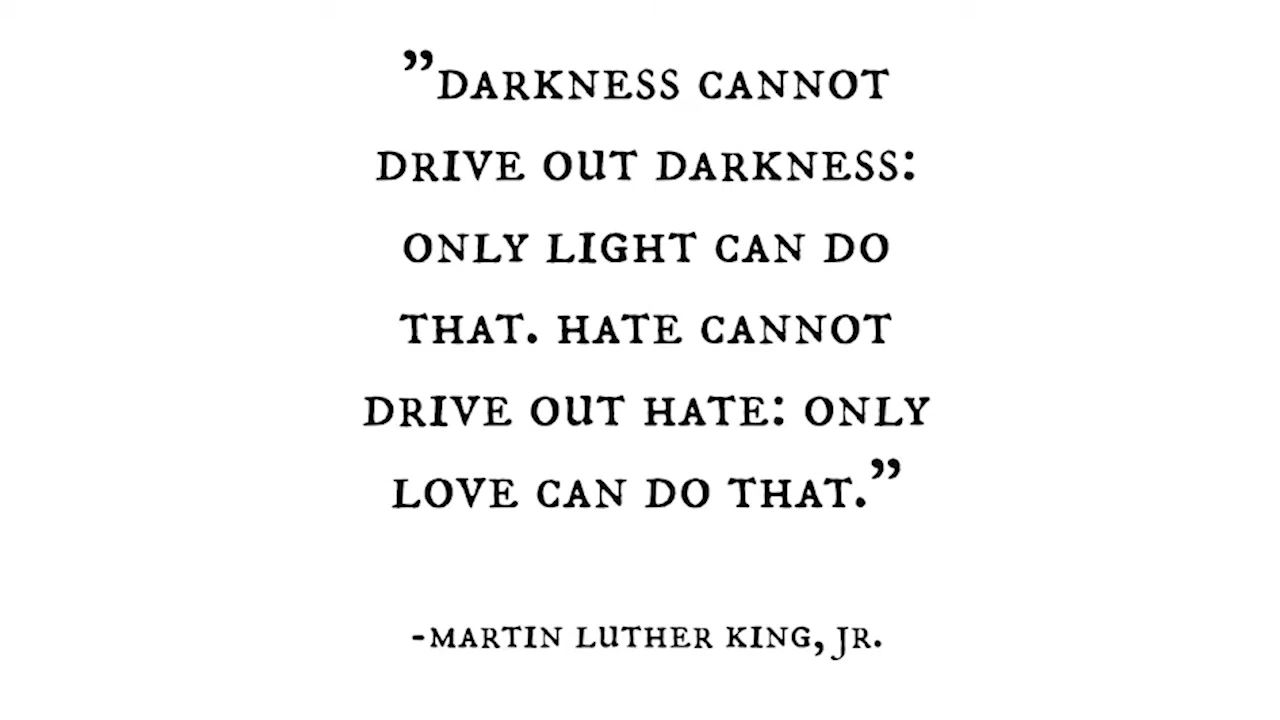 ”DARKNESS CANNOT
DRIVE OUT DARKNESS:
ONLY LIGHT CAN DO
THAT. HATE CANNOT
DRIVE OUT HATE: ONLY
LOVE CAN DO THAT.”
-MARTIN LUTHER KING, JR.